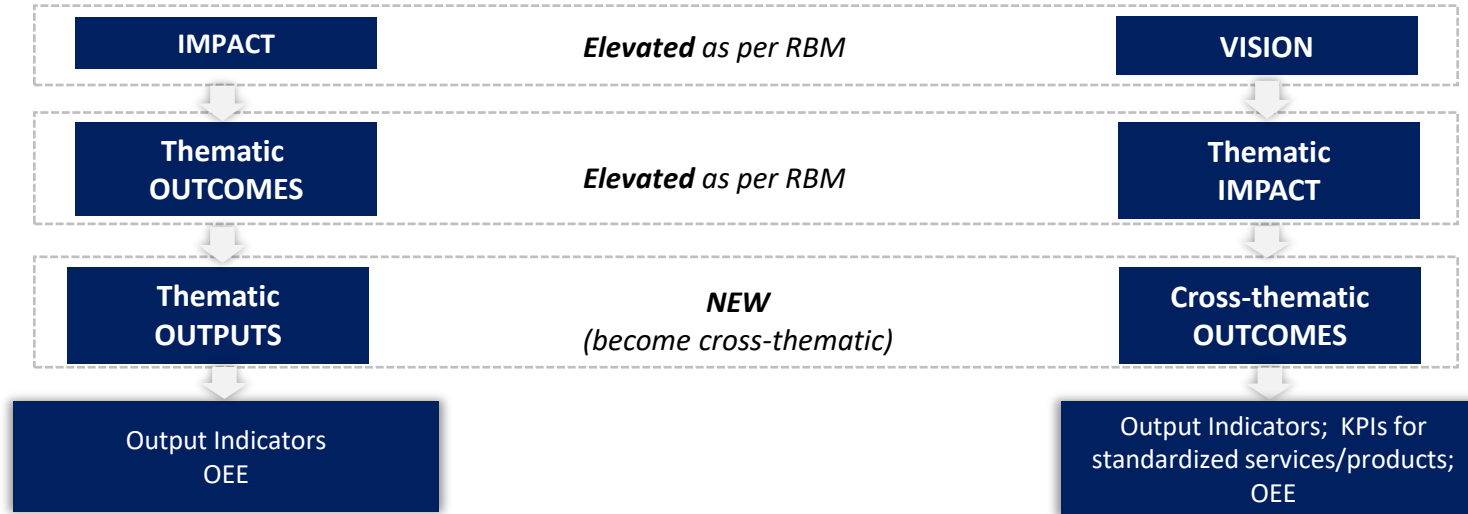 IMPACT
Elevated as per RBM
VISION
Thematic
OUTCOMES
Elevated as per RBM
Thematic
IMPACT
Thematic
OUTPUTS
NEW
(become cross-thematic)
Cross-thematic
OUTCOMES
Output Indicators
OEE
Output Indicators; KPIs for
standardized services/products;
OEE